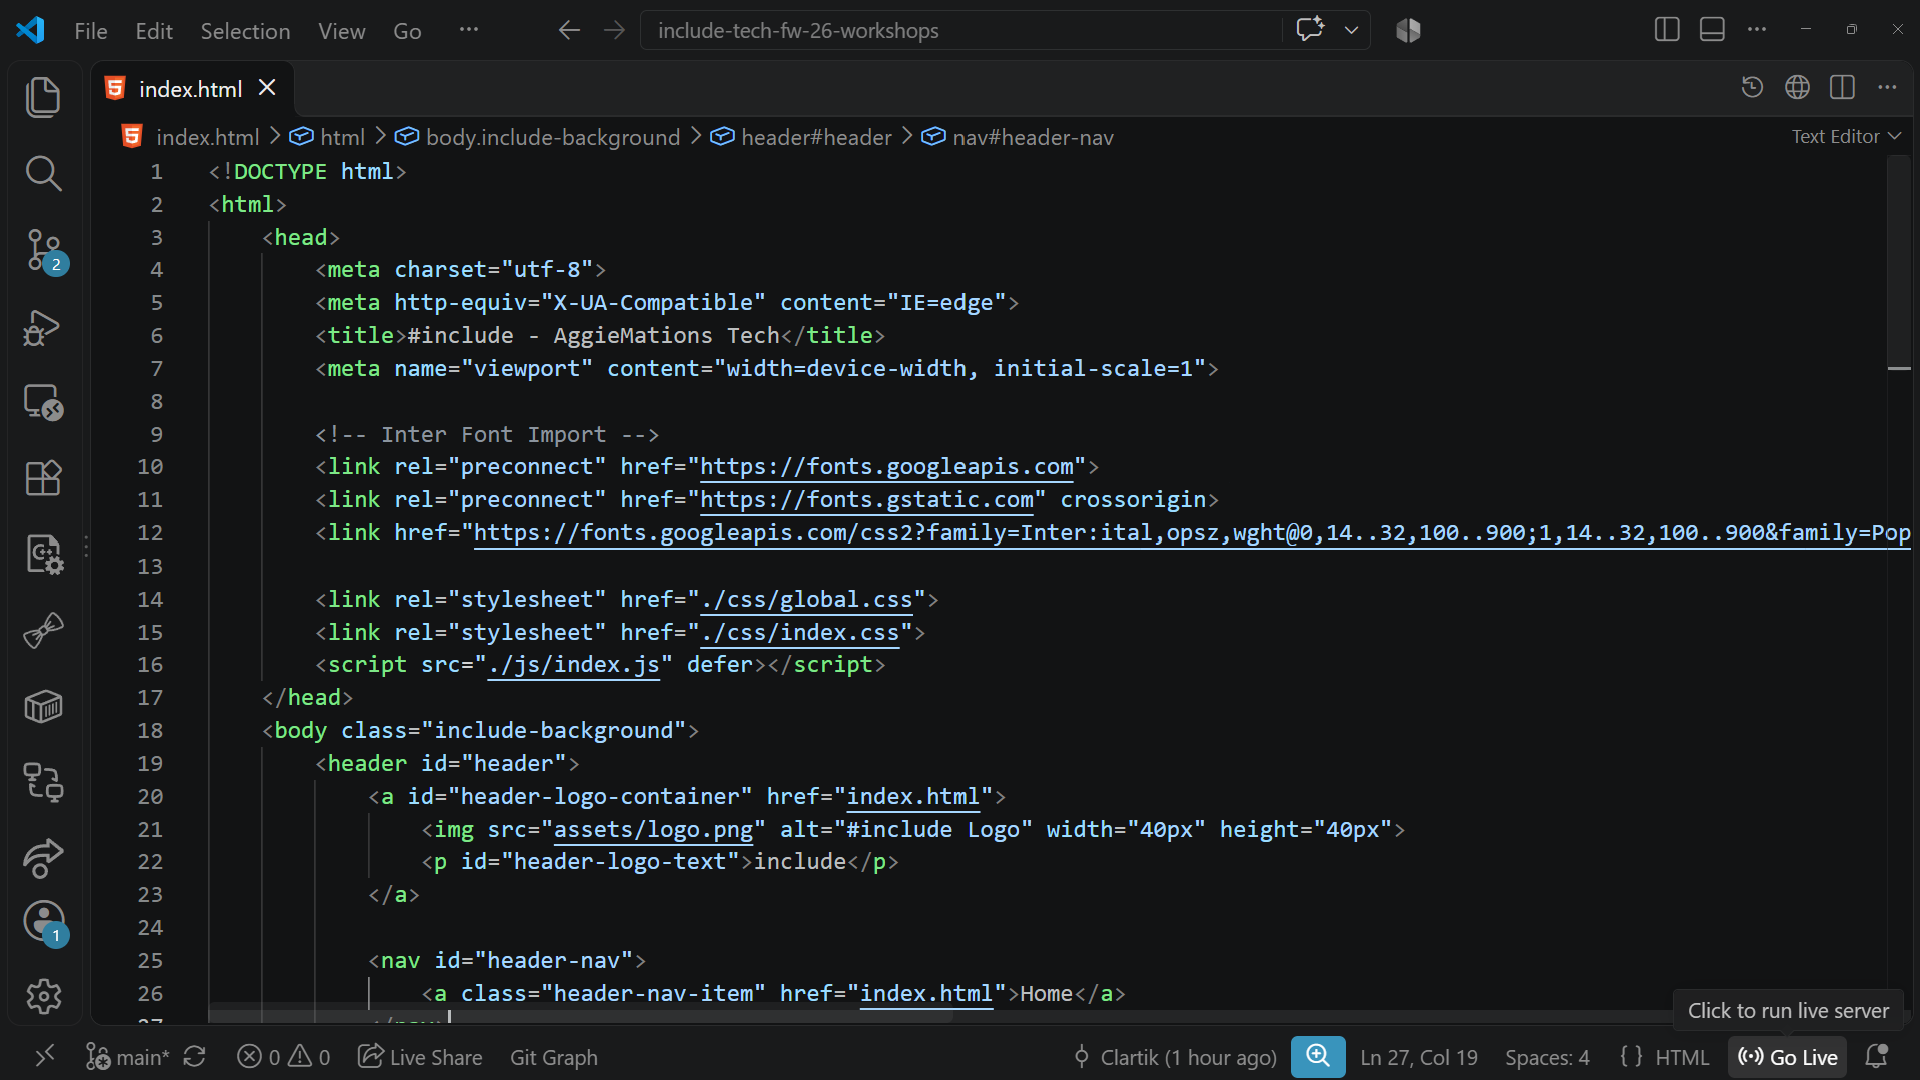 File Edit Selection View Go ··· include-tech-fw-26-workshops
index.html
index.html > html > body.include-background > header#header > nav#header-nav Text Editor
1 <!DOCTYPE html>
2 <html>
3 <head>
4 <meta charset="utf-8">
5 <meta http-equiv="X-UA-Compatible" content="IE=edge">
6 <title>#include - AggieMations Tech</title>
7 <meta name="viewport" content="width=device-width, initial-scale=1">
8
9 <!-- Inter Font Import -->
10 <link rel="preconnect" href="https://fonts.googleapis.com">
11 <link rel="preconnect" href="https://fonts.gstatic.com" crossorigin>
12 <link href="https://fonts.googleapis.com/css2?family=Inter:ital,opsz,wght@0,14..32,100..900;1,14..32,100..900&family=Pop
13
14 <link rel="stylesheet" href="./css/global.css">
15 <link rel="stylesheet" href="./css/index.css">
16 <script src="./js/index.js" defer></script>
17 </head>
18 <body class="include-background">
19 <header id="header">
20 <a id="header-logo-container" href="index.html">
21 <img src="assets/logo.png" alt="#include Logo" width="40px" height="40px">
22 <p id="header-logo-text">include</p>
23 </a>
24
25 <nav id="header-nav">
26 <a class="header-nav-item" href="index.html">Home</a>
27 </nav>
2
1
Click to run live server
main* 0 0 Live Share Git Graph Clartik (1 hour ago) Ln 27, Col 19 Spaces: 4 {} HTML Go Live